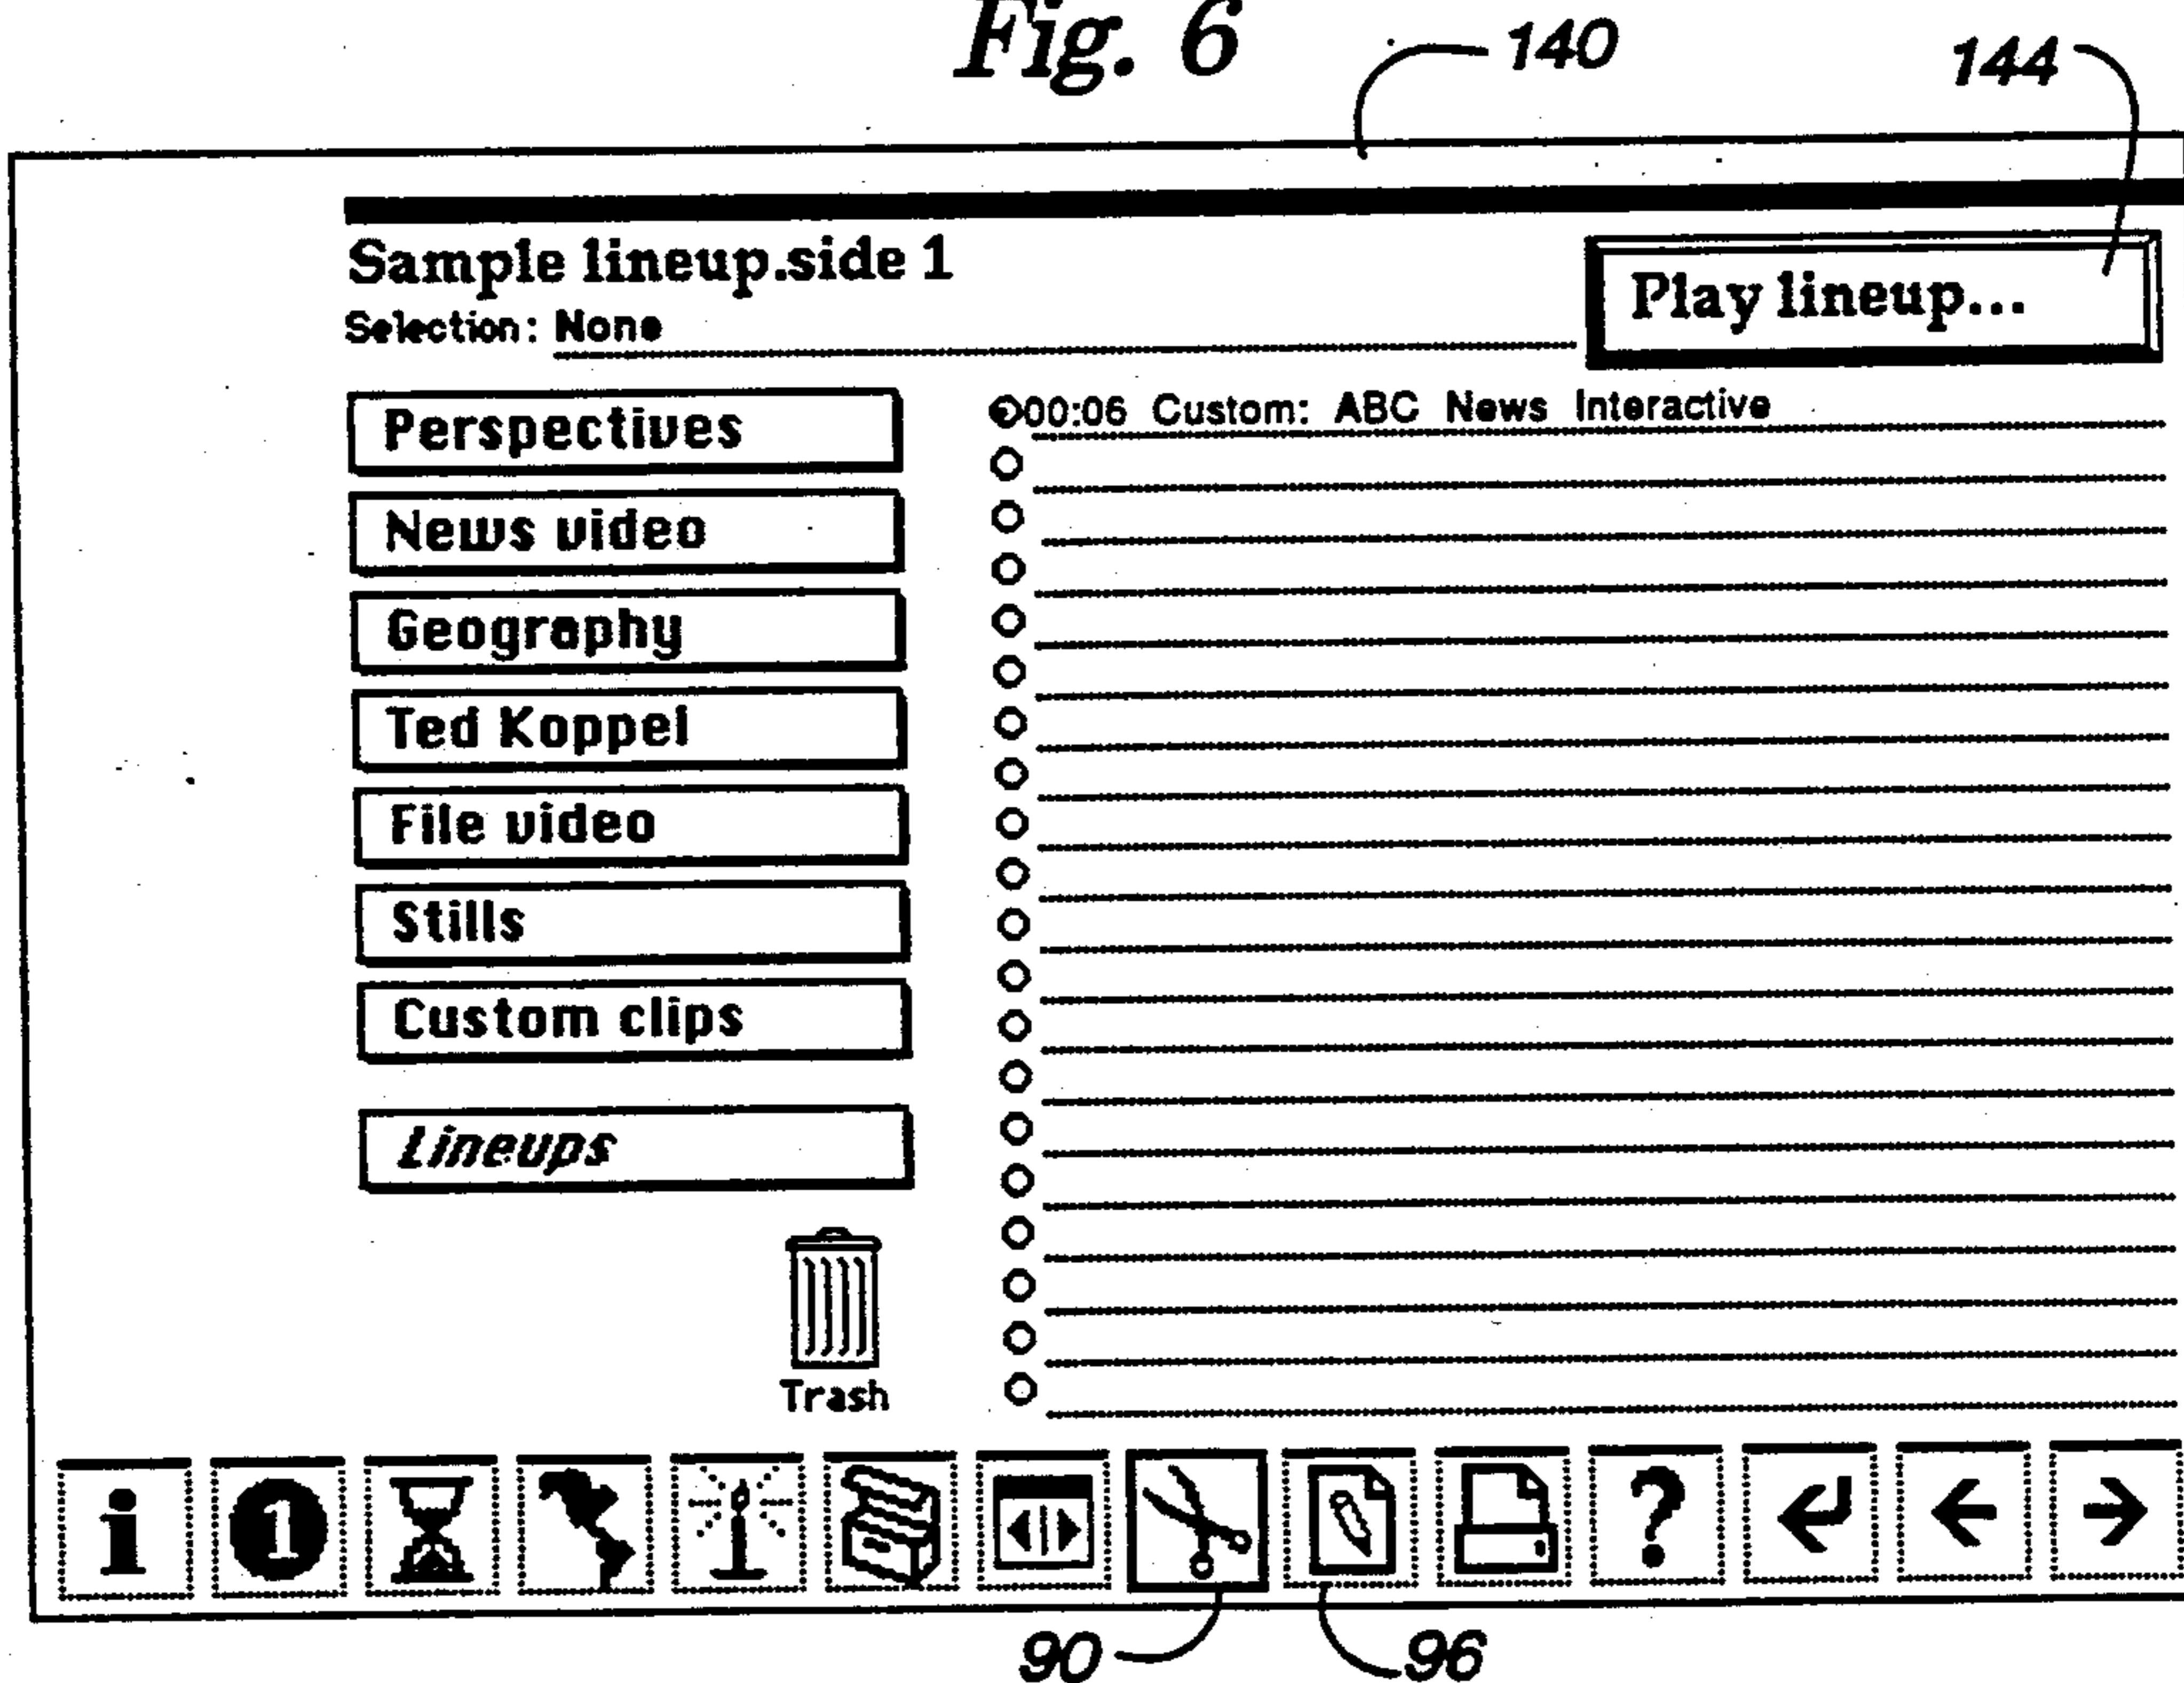 Fig. 6
140
144
Sample lineup.side 1
Selection: None
Play lineup...
Perspectives
News video
Geography
Ted Koppel
File video
Stills
Custom clips
Lineups
Trash
00:06 Custom: ABC News Interactive
i
1
?
90
96